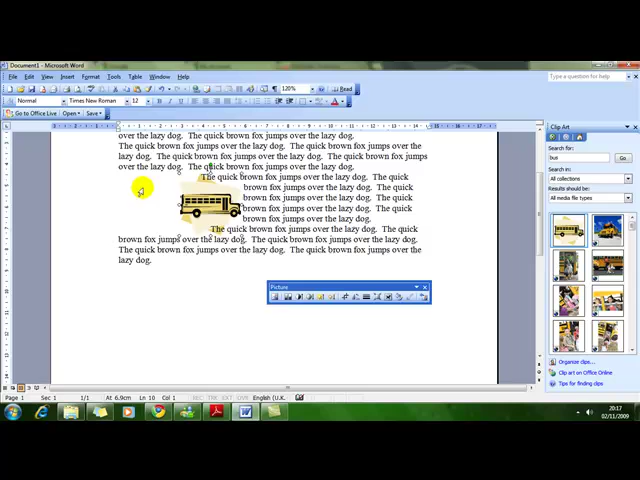 Document1 - Microsoft Word
File Edit View Insert Format Tools Table Window Help
Type a question for help
120% Read
Normal Times New Roman 12
Go to Office Live Open Save
Clip Art
Search for:
bus
Go
Search in:
All collections
Results should be:
All media file types
over the lazy dog. The quick brown fox jumps over the lazy dog.
The quick brown fox jumps over the lazy dog. The quick brown fox jumps over the
lazy dog. The quick brown fox jumps over the lazy dog. The quick brown fox jumps
over the lazy dog. The quick brown fox jumps over the lazy dog.
The quick brown fox jumps over the lazy dog. The quick
brown fox jumps over the lazy dog. The quick
brown fox jumps over the lazy dog. The quick
brown fox jumps over the lazy dog. The quick
brown fox jumps over the lazy dog.
The quick brown fox jumps over the lazy dog. The quick
brown fox jumps over the lazy dog. The quick brown fox jumps over the lazy dog.
The quick brown fox jumps over the lazy dog. The quick brown fox jumps over the
lazy dog.
Picture
Organize clips...
Clip art on Office Online
Tips for finding clips
Page 1 Sec 1 1/1 At 6.9cm Ln 10 Col 1 REC TRK EXT OVR English (U.K.
20:17
02/11/2009